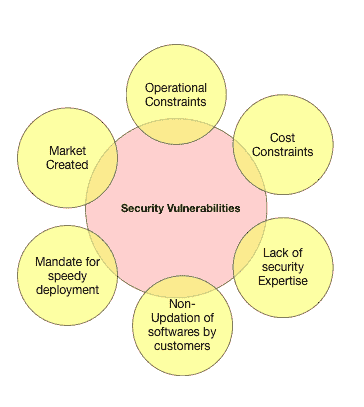 Operational
Constraints
Cost
Constraints
Market
Created
Security Vulnerabilities
Lack of
security
Expertise
Mandate for
speedy
deployment
Non-
Updation of
softwares by
customers